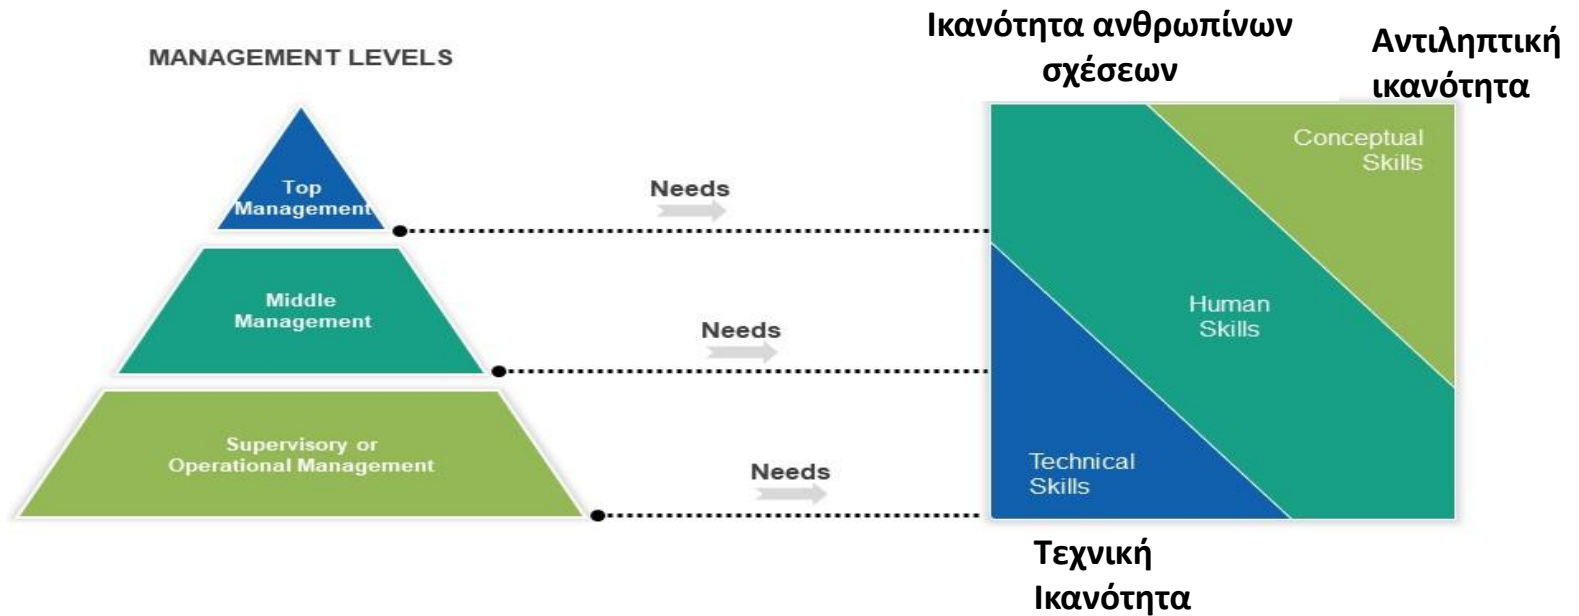 Ικανότητα ανθρωπίνων
σχέσεων
Αντιληπτική
ικανότητα
MANAGEMENT LEVELS
Top
Management
Needs
Middle
Management
Needs
Supervisory or
Operational Management
Needs
Conceptual
Skills
Human
Skills
Technical
Skills
Τεχνική
Ικανότητα